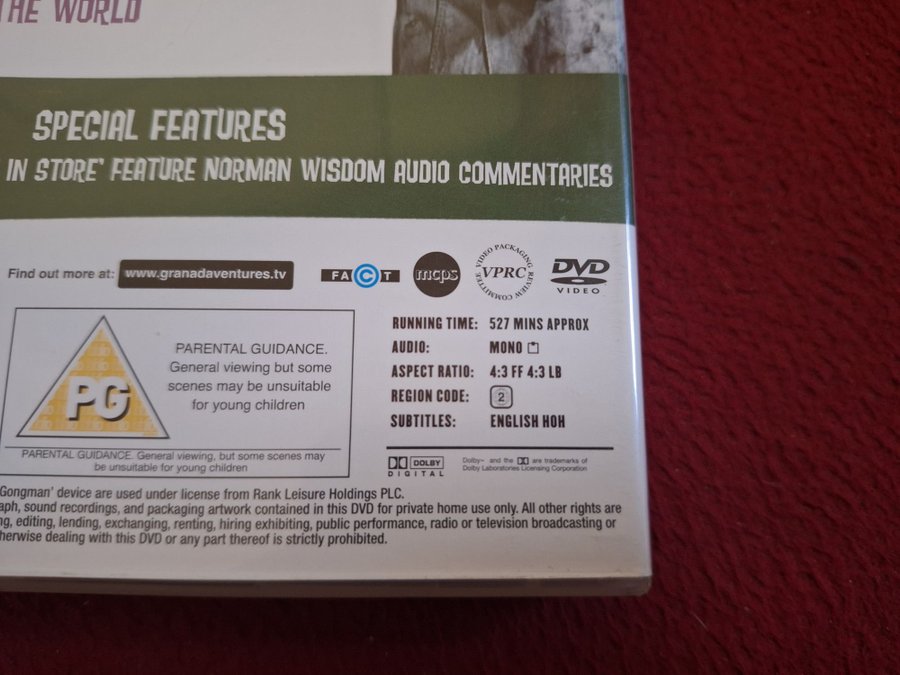 THE WORLD
SPECIAL FEATURES
IN STORE' FEATURE NORMAN WISDOM AUDIO COMMENTARIES
Find out more at: www.granadaventures.tv
FACT
mcps
VIDEO PACKAGING REVIEW COMMITTEE
VPRC
DVD
VIDEO
PG
PARENTAL GUIDANCE.
General viewing but some
scenes may be unsuitable
for young children
PARENTAL GUIDANCE. General viewing, but some scenes may
be unsuitable for young children
RUNNING TIME: 527 MINS APPROX
AUDIO: MONO
ASPECT RATIO: 4:3 FF 4:3 LB
REGION CODE: 2
SUBTITLES: ENGLISH HOH
DOLBY
DIGITAL
Dolby and the are trademarks of
Dolby Laboratories Licensing Corporation
Gongman' device are used under license from Rank Leisure Holdings PLC.
aph, sound recordings, and packaging artwork contained in this DVD for private home use only. All other rights are
ng, editing, lending, exchanging, renting, hiring exhibiting, public performance, radio or television broadcasting or
therwise dealing with this DVD or any part thereof is strictly prohibited.